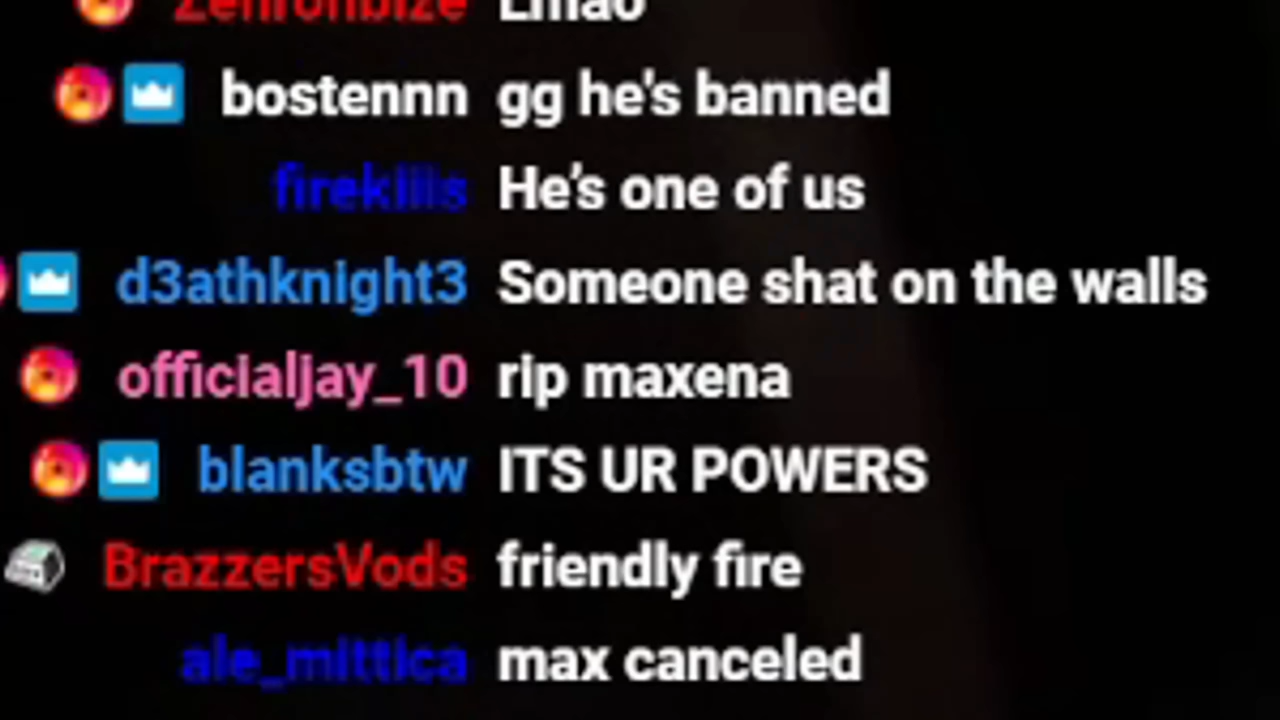 Lmao
bostennn gg he's banned
He's one of us
d3athknight3 Someone shat on the walls
officialjay_10 rip maxena
blanksbtw ITS UR POWERS
BrazzersVods friendly fire
ale_mittica max canceled